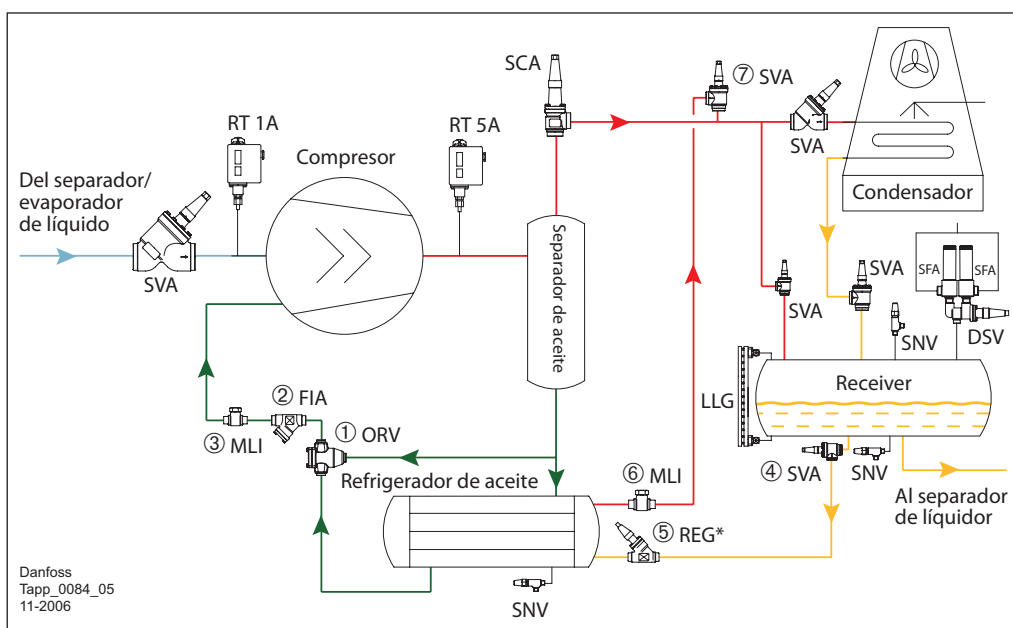 SCA
⑦ SVA
RT 1A
RT 5A
Compresor
SVA
Condensador
Del separador/
evaporador
de líquido
SVA
Separador de aceite
SVA
SVA
SFA
SFA
SNV
DSV
Receiver
LLG
② FIA
③ MLI
① ORV
Refrigerador de aceite
⑥ MLI
④ SVA
SNV
Al separador
de líquidor
⑤ REG*
SNV
Danfoss
Tapp_0084_05
11-2006